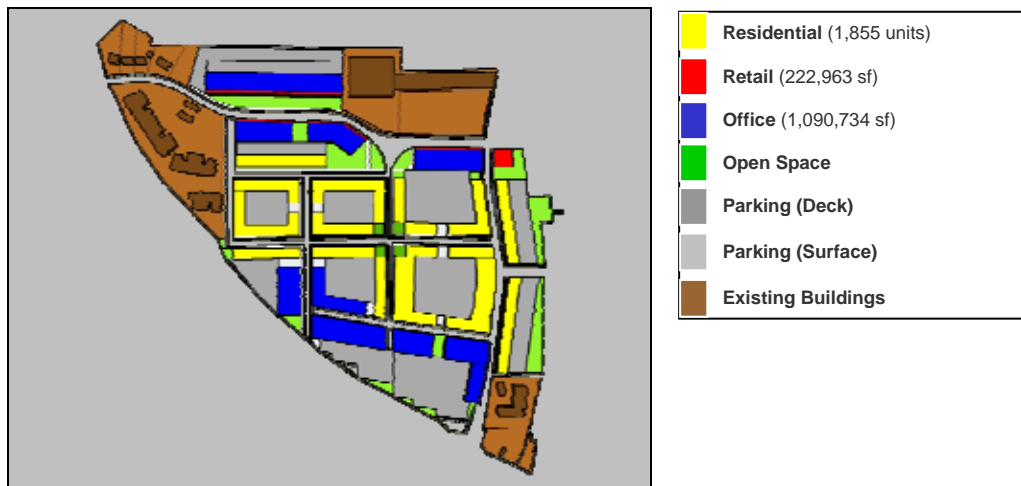 Residential (1,855 units)
Retail (222,963 sf)
Office (1,090,734 sf)
Open Space
Parking (Deck)
Parking (Surface)
Existing Buildings